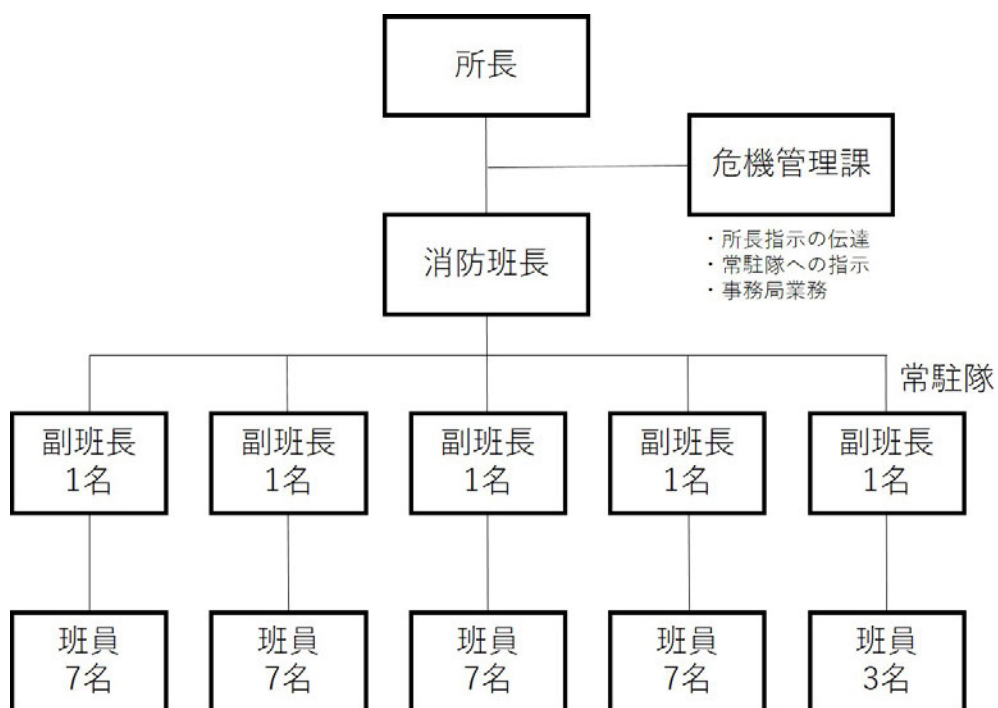 所長
危機管理課
・所長指示の伝達
・常駐隊への指示
・事務局業務
消防班長
常駐隊
副班長
1名
副班長
1名
副班長
1名
副班長
1名
副班長
1名
班員
7名
班員
7名
班員
7名
班員
7名
班員
3名